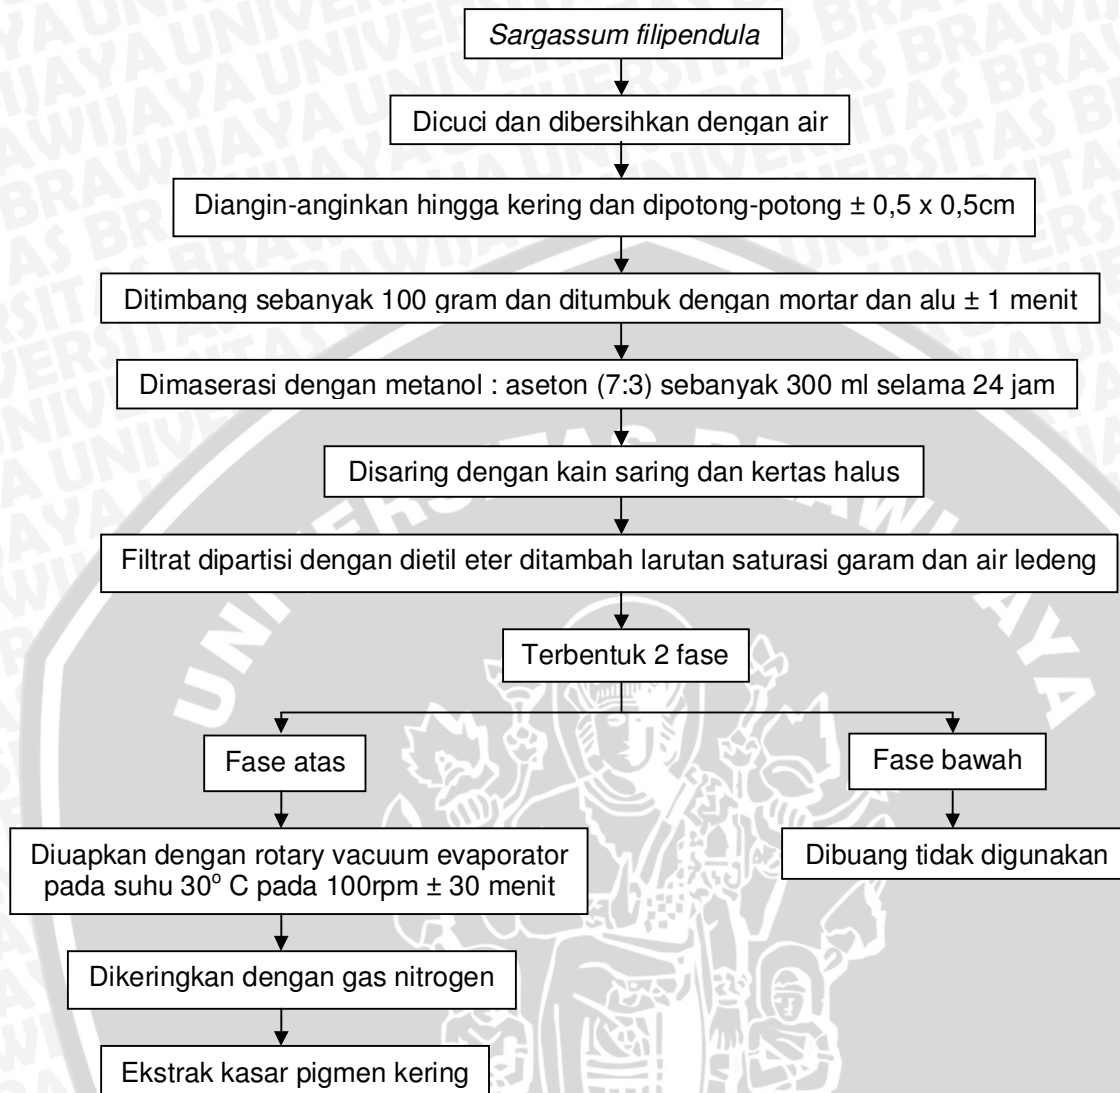 Sargassum filipendula
Dicuci dan dibersihkan dengan air
Diangin-anginkan hingga kering dan dipotong-potong ± 0,5 x 0,5cm
Ditimbang sebanyak 100 gram dan ditumbuk dengan mortar dan alu ± 1 menit
Dimaserasi dengan metanol : aseton (7:3) sebanyak 300 ml selama 24 jam
Disaring dengan kain saring dan kertas halus
Filtrat dipartisi dengan dietil eter ditambah larutan saturasi garam dan air ledeng
Terbentuk 2 fase
Fase atas
Fase bawah
Diuapkan dengan rotary vacuum evaporator
pada suhu 30° C pada 100rpm ± 30 menit
Dibuang tidak digunakan
Dikeringkan dengan gas nitrogen
Ekstrak kasar pigmen kering
UNIVERSITAS BRAWIJAYA